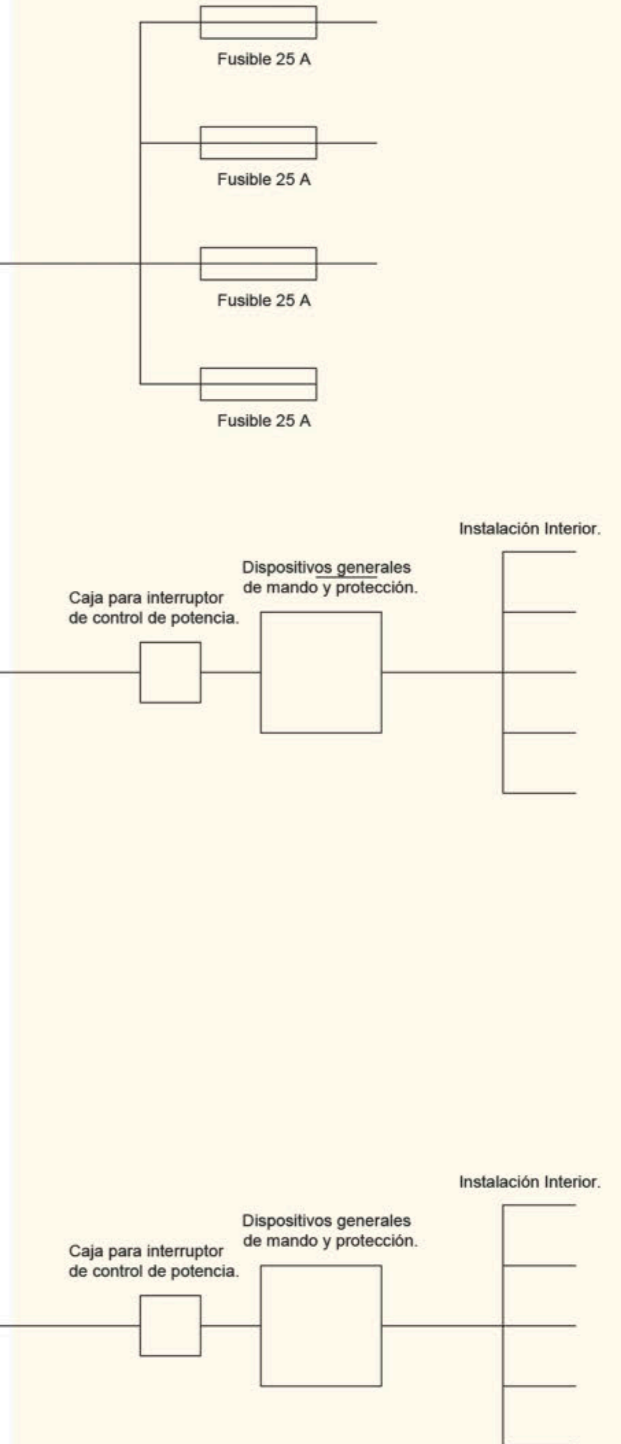 Fusible 25 A
Fusible 25 A
Fusible 25 A
Fusible 25 A
Instalación Interior.
Dispositivos generales
de mando y protección.
Caja para interruptor
de control de potencia.
Instalación Interior.
Dispositivos generales
de mando y protección.
Caja para interruptor
de control de potencia.